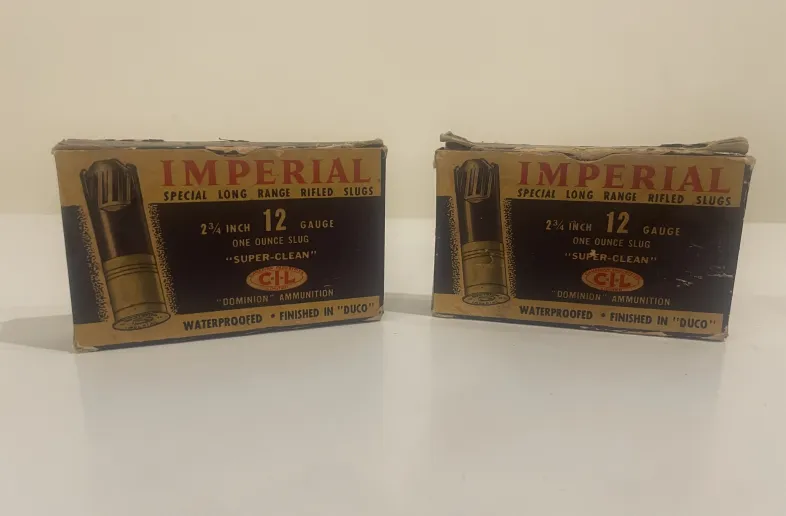 IMPERIAL
SPECIAL LONG RANGE RIFLED SLUGS
2¾ INCH 12 GAUGE
ONE OUNCE SLUG
"SUPER-CLEAN"
C-I-L
"DOMINION" AMMUNITION
WATERPROOFED • FINISHED IN "DUCO"
IMPERIAL
SPECIAL LONG RANGE RIFLED SLUGS
2¾ INCH 12 GAUGE
ONE OUNCE SLUG
"SUPER-CLEAN"
C-I-L
"DOMINION" AMMUNITION
WATERPROOFED • FINISHED IN "DUCO"